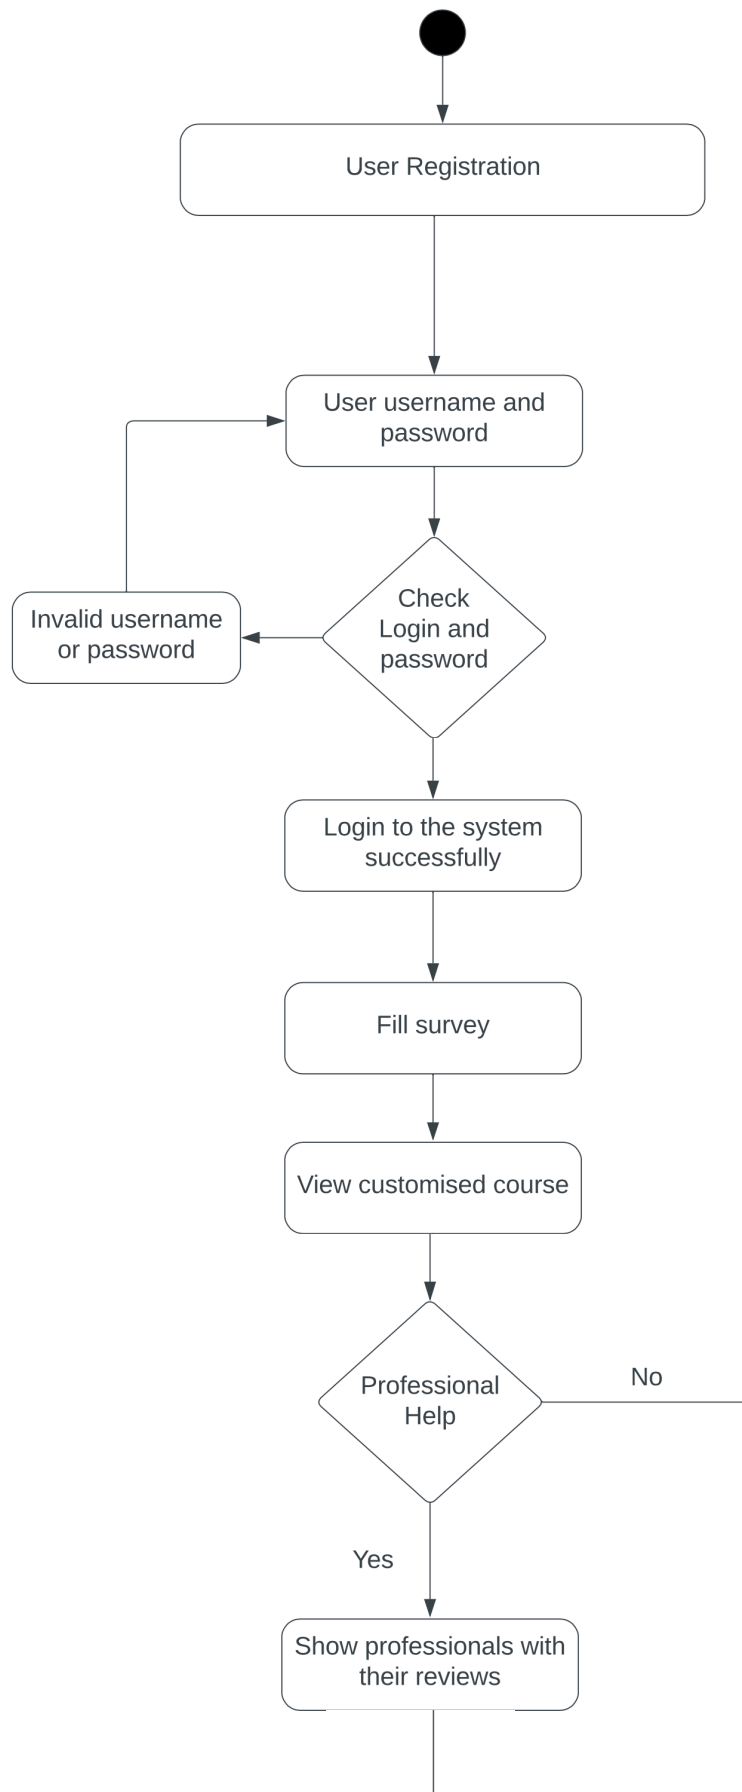 User Registration
User username and
password
Check
Login and
password
Invalid username
or password
Login to the system
successfully
Fill survey
View customised course
Professional
Help
No
Yes
Show professionals with
their reviews